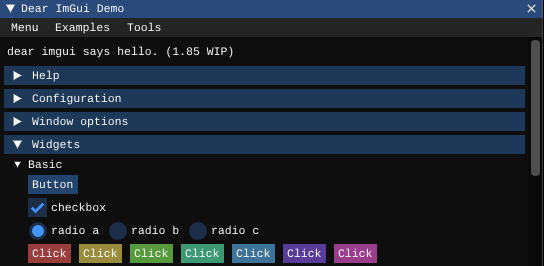 Dear ImGui Demo
Menu Examples Tools
dear imgui says hello. (1.85 WIP)
Help
Configuration
Window options
Widgets
Basic
Button
checkbox
radio a radio b radio c
Click Click Click Click Click Click Click